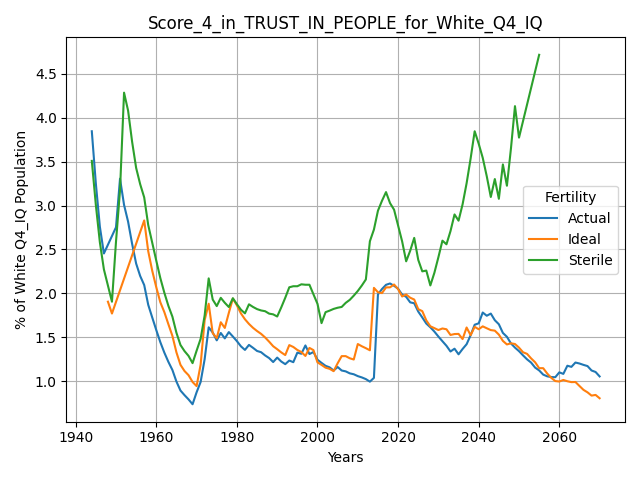 Score_4_in_TRUST_IN_PEOPLE_for_White_Q4_IQ
% of White Q4_IQ Population
4.5
4.0
3.5
3.0
2.5
2.0
1.5
1.0
Fertility
Actual
Ideal
Sterile
1940
1960
1980
2000
2020
2040
2060
Years